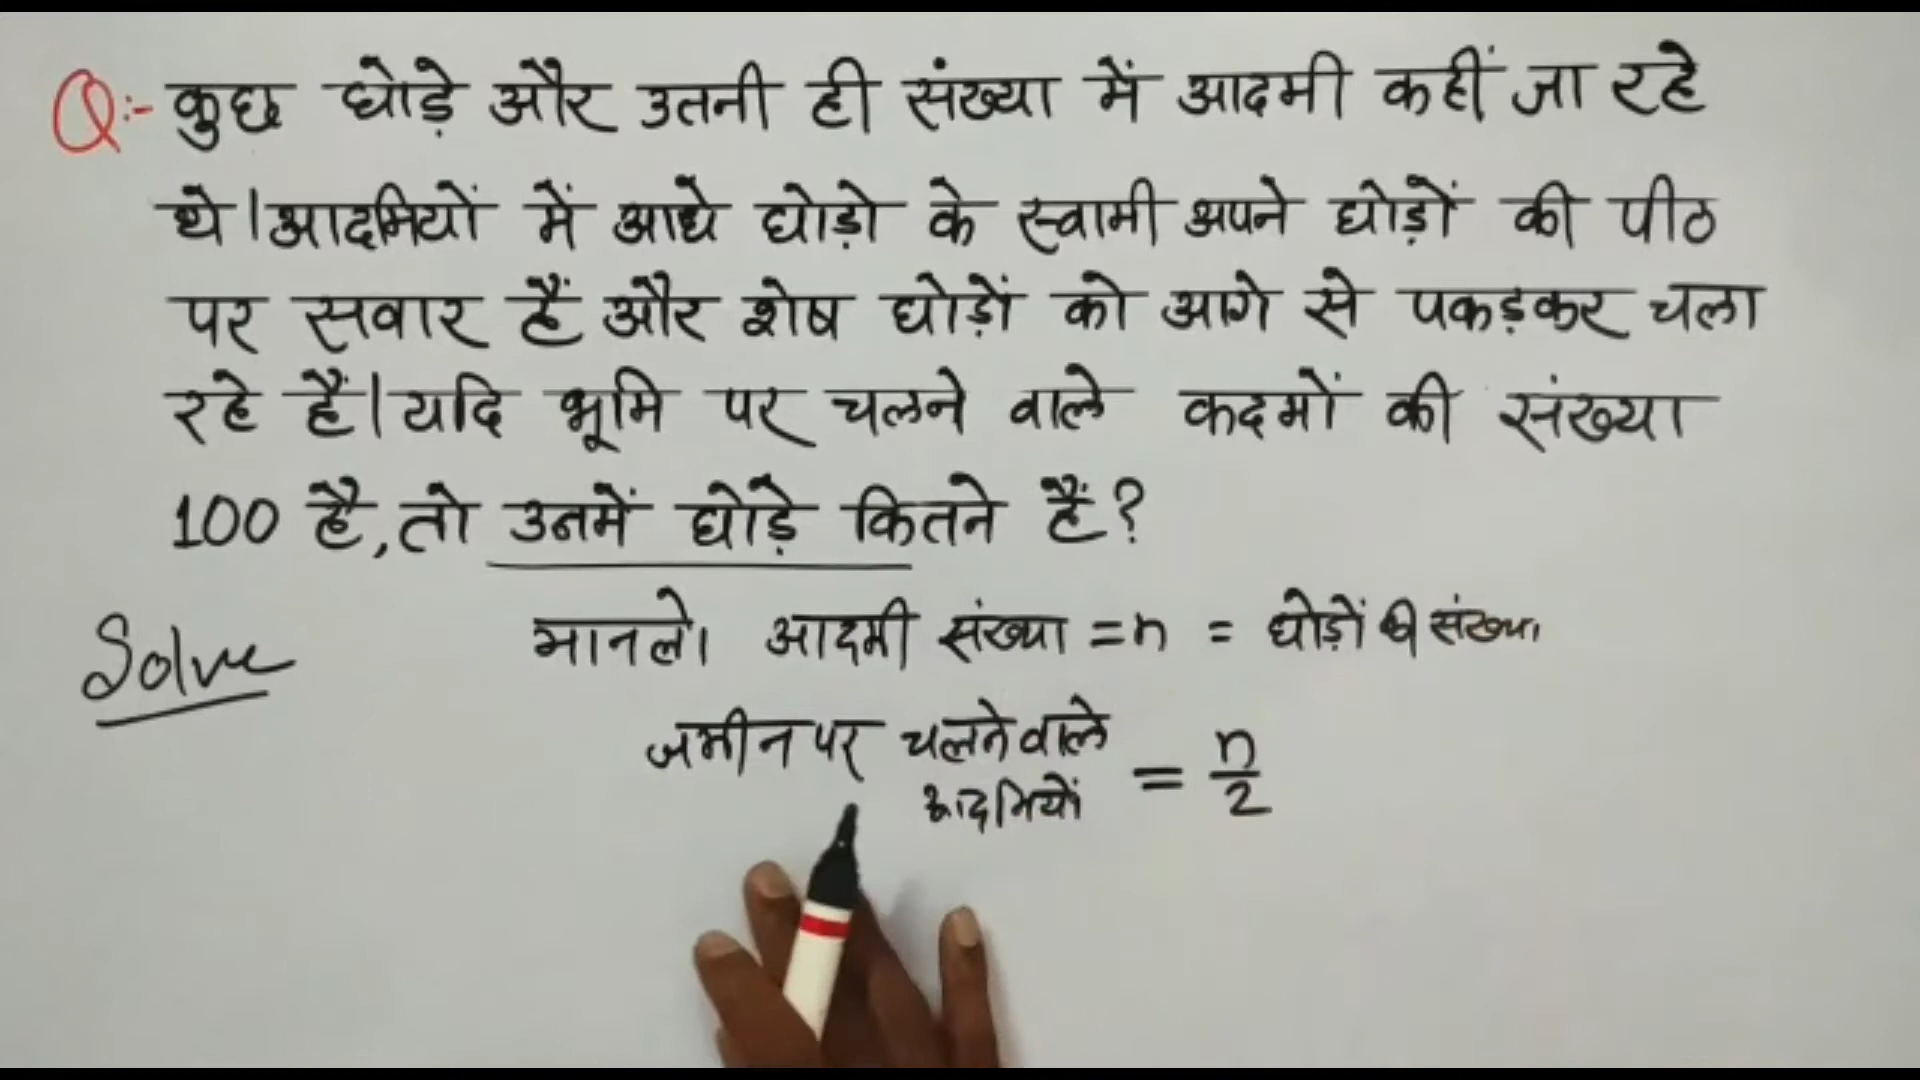 Q:- कुछ घोड़े और उतनी ही संख्या में आदमी कहीं जा रहे
थे। आदमियों में आधे घोड़ो के स्वामी अपने घोड़ों की पीठ
पर सवार हैं और शेष घोड़ों को आगे से पकड़कर चला
रहे हैं। यदि भूमि पर चलने वाले कदमों की संख्या
100 है, तो उनमें घोड़े कितने हैं?
Solve
मानलो आदमी संख्या = n = घोड़ों की संख्या
जमीन पर चलने वाले
आदमियों = n/2